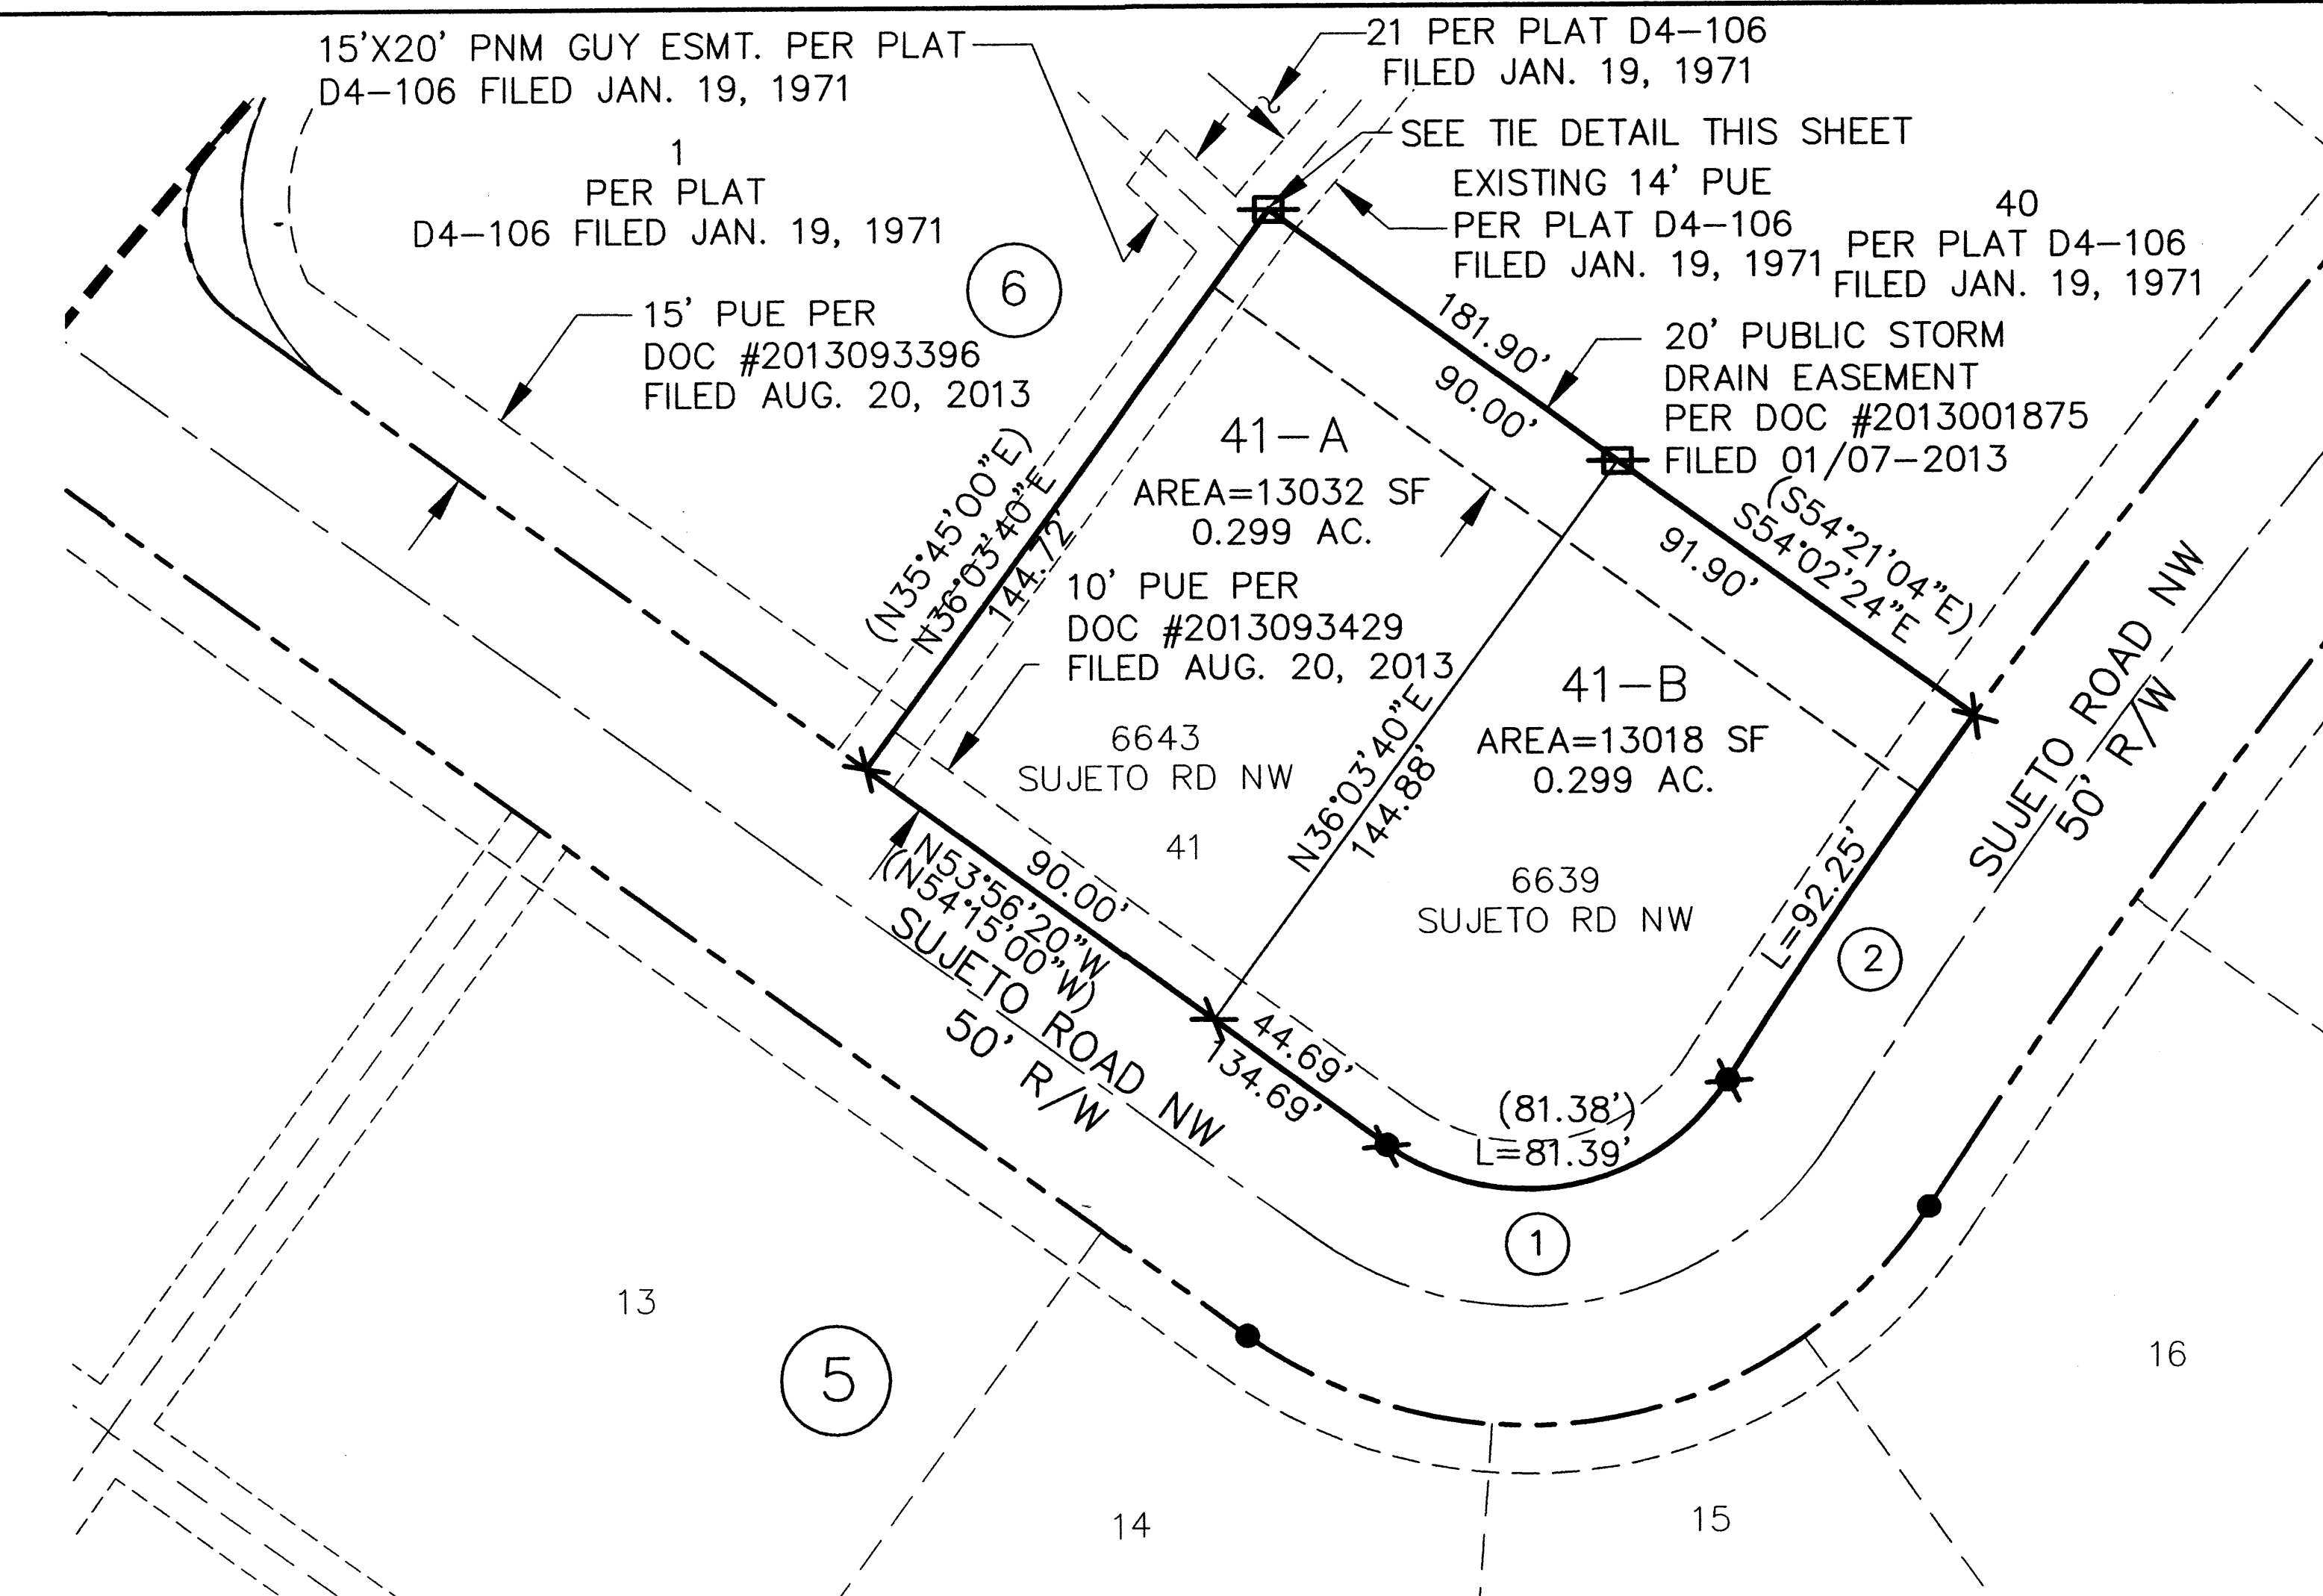 15'X20' PNM GUY ESMT. PER PLAT
D4-106 FILED JAN. 19, 1971
21 PER PLAT D4-106
FILED JAN. 19, 1971
SEE TIE DETAIL THIS SHEET
EXISTING 14' PUE
PER PLAT D4-106
FILED JAN. 19, 1971
40
PER PLAT D4-106
FILED JAN. 19, 1971
1
PER PLAT
D4-106 FILED JAN. 19, 1971
6
15' PUE PER
DOC #2013093396
FILED AUG. 20, 2013
20' PUBLIC STORM
DRAIN EASEMENT
PER DOC #2013001875
FILED 01/07-2013
181.90'
90.00'
41-A
AREA=13032 SF
0.299 AC.
(N35°45'00"E)
N36°03'40"E
144.72'
10' PUE PER
DOC #2013093429
FILED AUG. 20, 2013
(S54°21'04"E)
S54°02'24"E
91.90'
6643
SUJETO RD NW
41
41-B
AREA=13018 SF
0.299 AC.
N36°03'40"E
144.88'
6639
SUJETO RD NW
SUJETO ROAD NW
50' R/W
L=92.25'
2
90.00'
N53°56'20"W
(N54°15'00"W)
SUJETO ROAD NW
50' R/W
44.69'
134.69'
(81.38')
L=81.39'
1
13
5
14
15
16